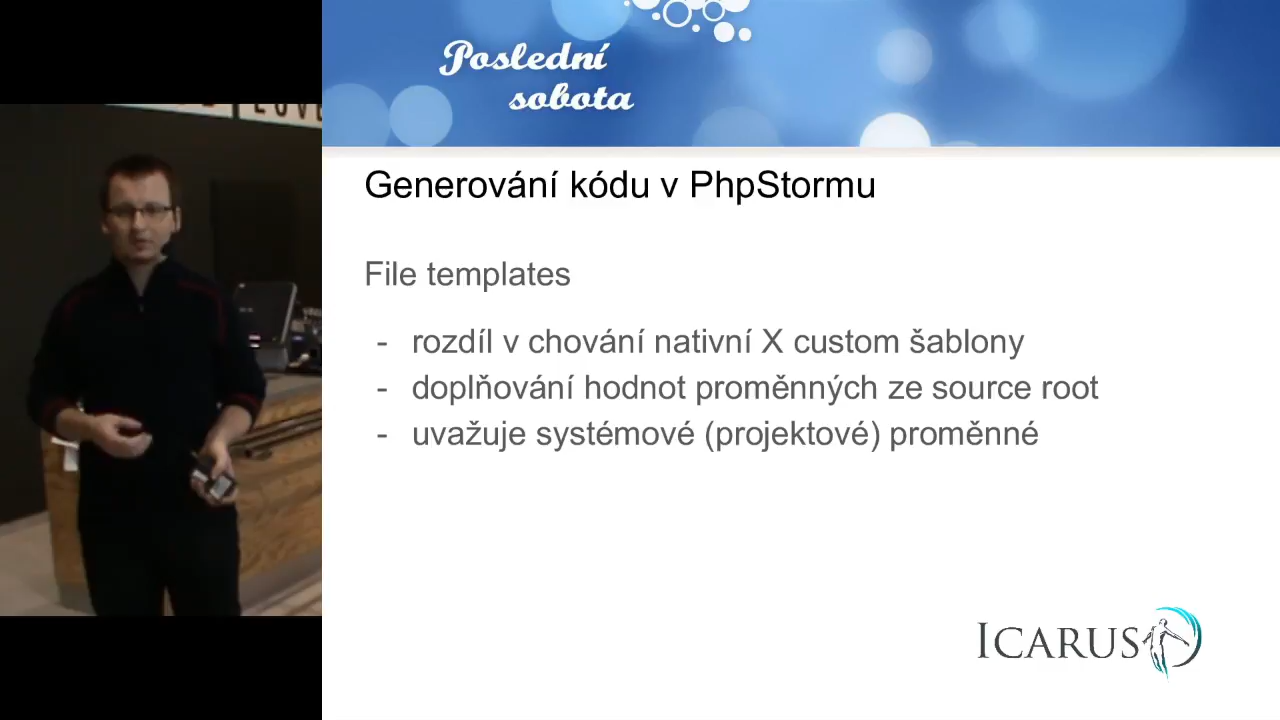 Poslední
sobota
Generování kódu v PhpStormu
File templates
- rozdíl v chování nativní X custom šablony
- doplňování hodnot proměnných ze source root
- uvažuje systémové (projektové) proměnné
ICARUS